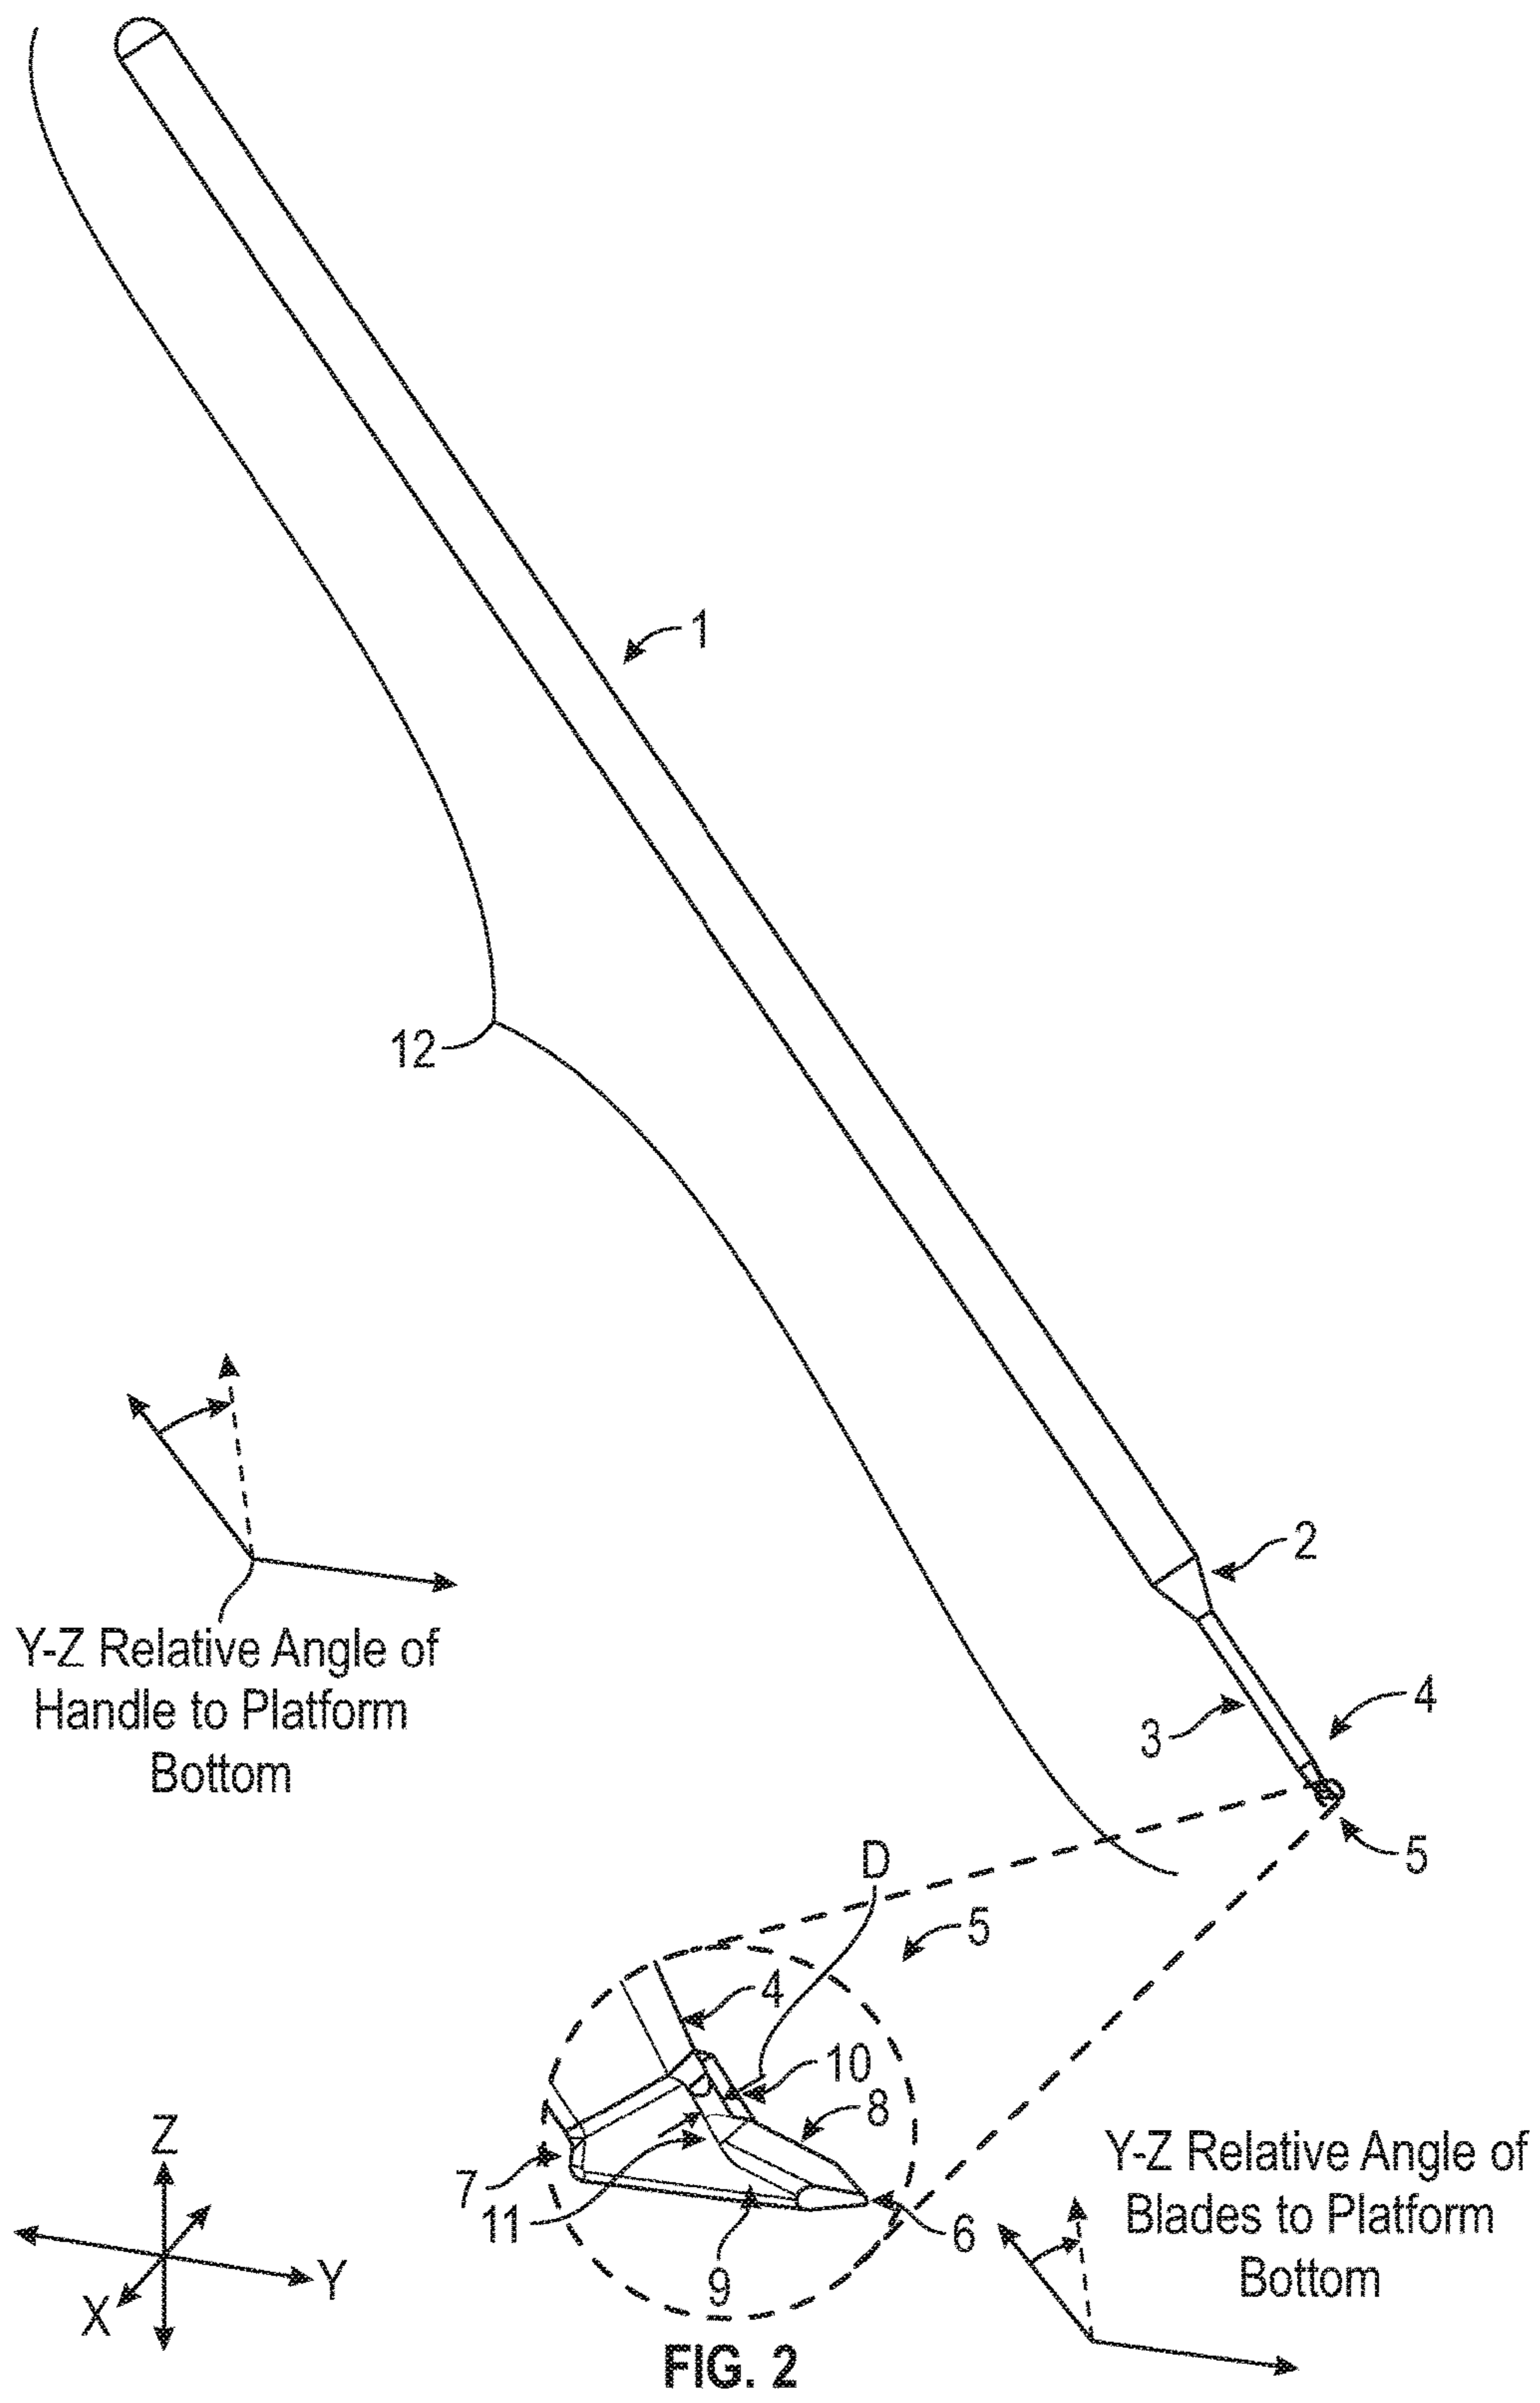 1
12
2
Y-Z Relative Angle of
Handle to Platform
Bottom
3
4
5
D
5
4
10
8
7
11
9
6
Z
Y
X
Y-Z Relative Angle of
Blades to Platform
Bottom
FIG. 2